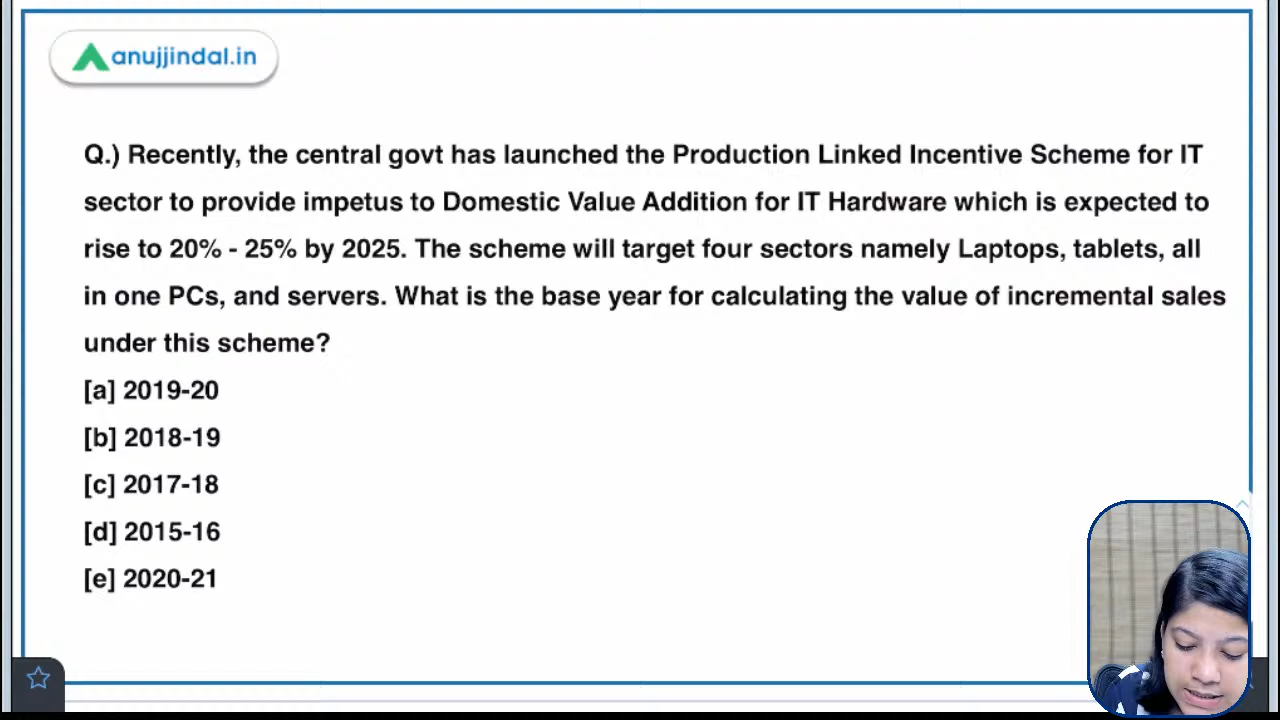 anujjindal.in
Q.) Recently, the central govt has launched the Production Linked Incentive Scheme for IT
sector to provide impetus to Domestic Value Addition for IT Hardware which is expected to
rise to 20% - 25% by 2025. The scheme will target four sectors namely Laptops, tablets, all
in one PCs, and servers. What is the base year for calculating the value of incremental sales
under this scheme?
[a] 2019-20
[b] 2018-19
[c] 2017-18
[d] 2015-16
[e] 2020-21